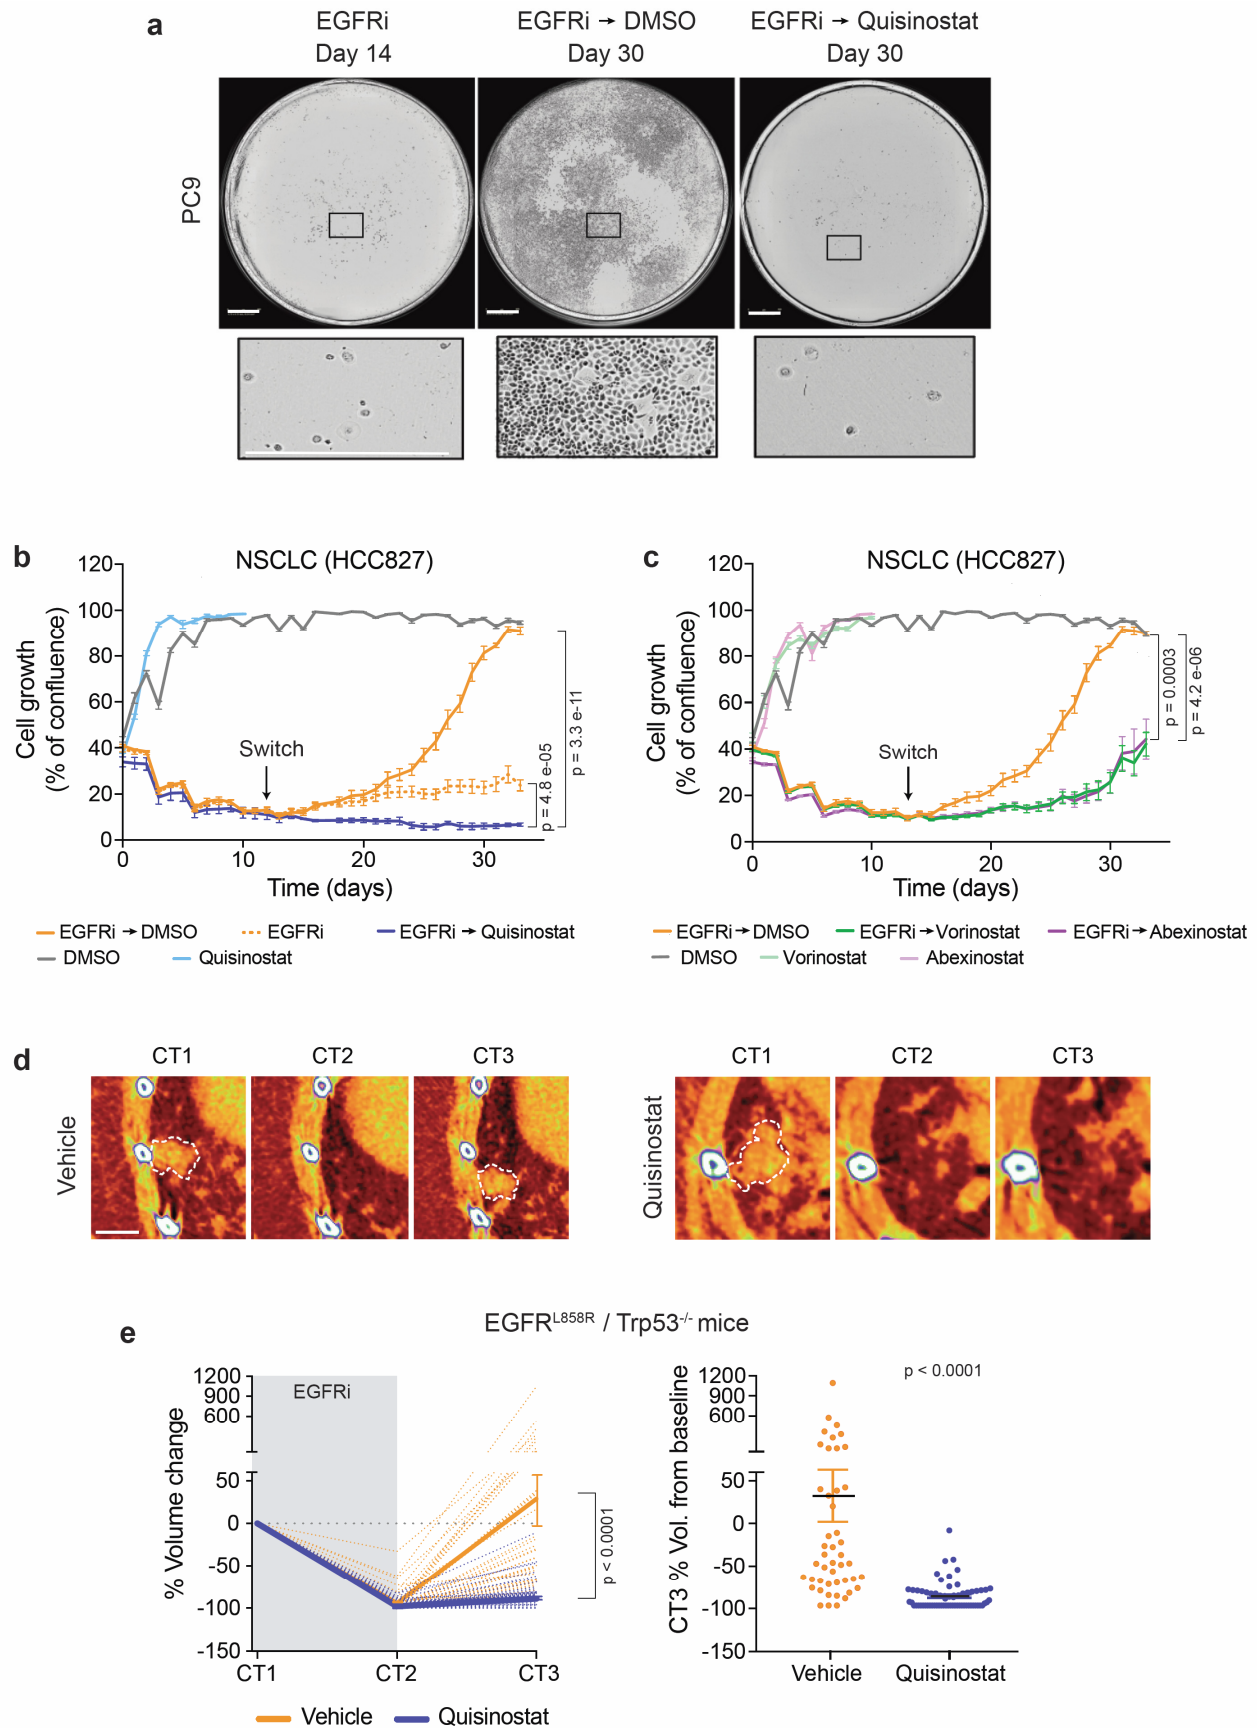 a
EGFRi
Day 14
EGFRi → DMSO
Day 30
EGFRi → Quisinostat
Day 30
PC9
b
NSCLC (HCC827)
Cell growth
(% of confluence)
120
100
80
60
40
20
0
Switch
p = 4.8 e-05
p = 3.3 e-11
0
10
20
30
Time (days)
EGFRi → DMSO
EGFRi
EGFRi → Quisinostat
DMSO
Quisinostat
c
NSCLC (HCC827)
Cell growth
(% of confluence)
120
100
80
60
40
20
0
Switch
p = 0.0003
p = 4.2 e-06
0
10
20
30
Time (days)
EGFRi → DMSO
EGFRi → Vorinostat
EGFRi → Abexinostat
DMSO
Vorinostat
Abexinostat
d
CT1
CT2
CT3
Vehicle
CT1
CT2
CT3
Quisinostat
e
EGFR^L858R / Trp53^-/- mice
% Volume change
1200
900
600
50
0
-50
-100
-150
EGFRi
p < 0.0001
CT1
CT2
CT3
Vehicle
Quisinostat
CT3 % Vol. from baseline
1200
900
600
50
0
-50
-100
-150
p < 0.0001
Vehicle
Quisinostat